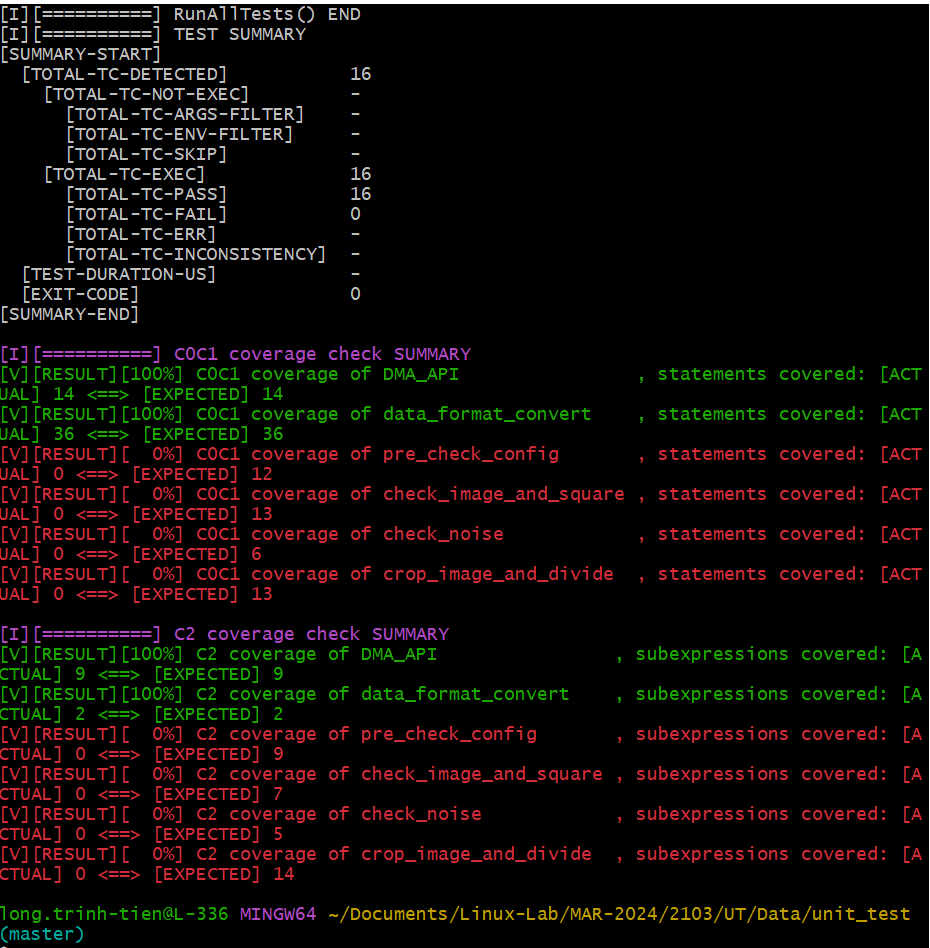 [I][==========] RunAllTests() END
[I][==========] TEST SUMMARY
[SUMMARY-START]
  [TOTAL-TC-DETECTED]           16
    [TOTAL-TC-NOT-EXEC]         -
      [TOTAL-TC-ARGS-FILTER]    -
      [TOTAL-TC-ENV-FILTER]     -
      [TOTAL-TC-SKIP]           -
    [TOTAL-TC-EXEC]             16
      [TOTAL-TC-PASS]           16
      [TOTAL-TC-FAIL]           0
      [TOTAL-TC-ERR]            -
      [TOTAL-TC-INCONSISTENCY]  -
  [TEST-DURATION-US]            -
  [EXIT-CODE]                   0
[SUMMARY-END]
[I][==========] C0C1 coverage check SUMMARY
[V][RESULT][100%] C0C1 coverage of DMA_API                , statements covered: [ACT
UAL] 14 <==> [EXPECTED] 14
[V][RESULT][100%] C0C1 coverage of data_format_convert    , statements covered: [ACT
UAL] 36 <==> [EXPECTED] 36
[V][RESULT][  0%] C0C1 coverage of pre_check_config       , statements covered: [ACT
UAL] 0 <==> [EXPECTED] 12
[V][RESULT][  0%] C0C1 coverage of check_image_and_square , statements covered: [ACT
UAL] 0 <==> [EXPECTED] 13
[V][RESULT][  0%] C0C1 coverage of check_noise            , statements covered: [ACT
UAL] 0 <==> [EXPECTED] 6
[V][RESULT][  0%] C0C1 coverage of crop_image_and_divide  , statements covered: [ACT
UAL] 0 <==> [EXPECTED] 13
[I][==========] C2 coverage check SUMMARY
[V][RESULT][100%] C2 coverage of DMA_API                , subexpressions covered: [A
CTUAL] 9 <==> [EXPECTED] 9
[V][RESULT][100%] C2 coverage of data_format_convert    , subexpressions covered: [A
CTUAL] 2 <==> [EXPECTED] 2
[V][RESULT][  0%] C2 coverage of pre_check_config       , subexpressions covered: [A
CTUAL] 0 <==> [EXPECTED] 9
[V][RESULT][  0%] C2 coverage of check_image_and_square , subexpressions covered: [A
CTUAL] 0 <==> [EXPECTED] 7
[V][RESULT][  0%] C2 coverage of check_noise            , subexpressions covered: [A
CTUAL] 0 <==> [EXPECTED] 5
[V][RESULT][  0%] C2 coverage of crop_image_and_divide  , subexpressions covered: [A
CTUAL] 0 <==> [EXPECTED] 14
long.trinh-tien@L-336 MINGW64 ~/Documents/Linux-Lab/MAR-2024/2103/UT/Data/unit_test
(master)